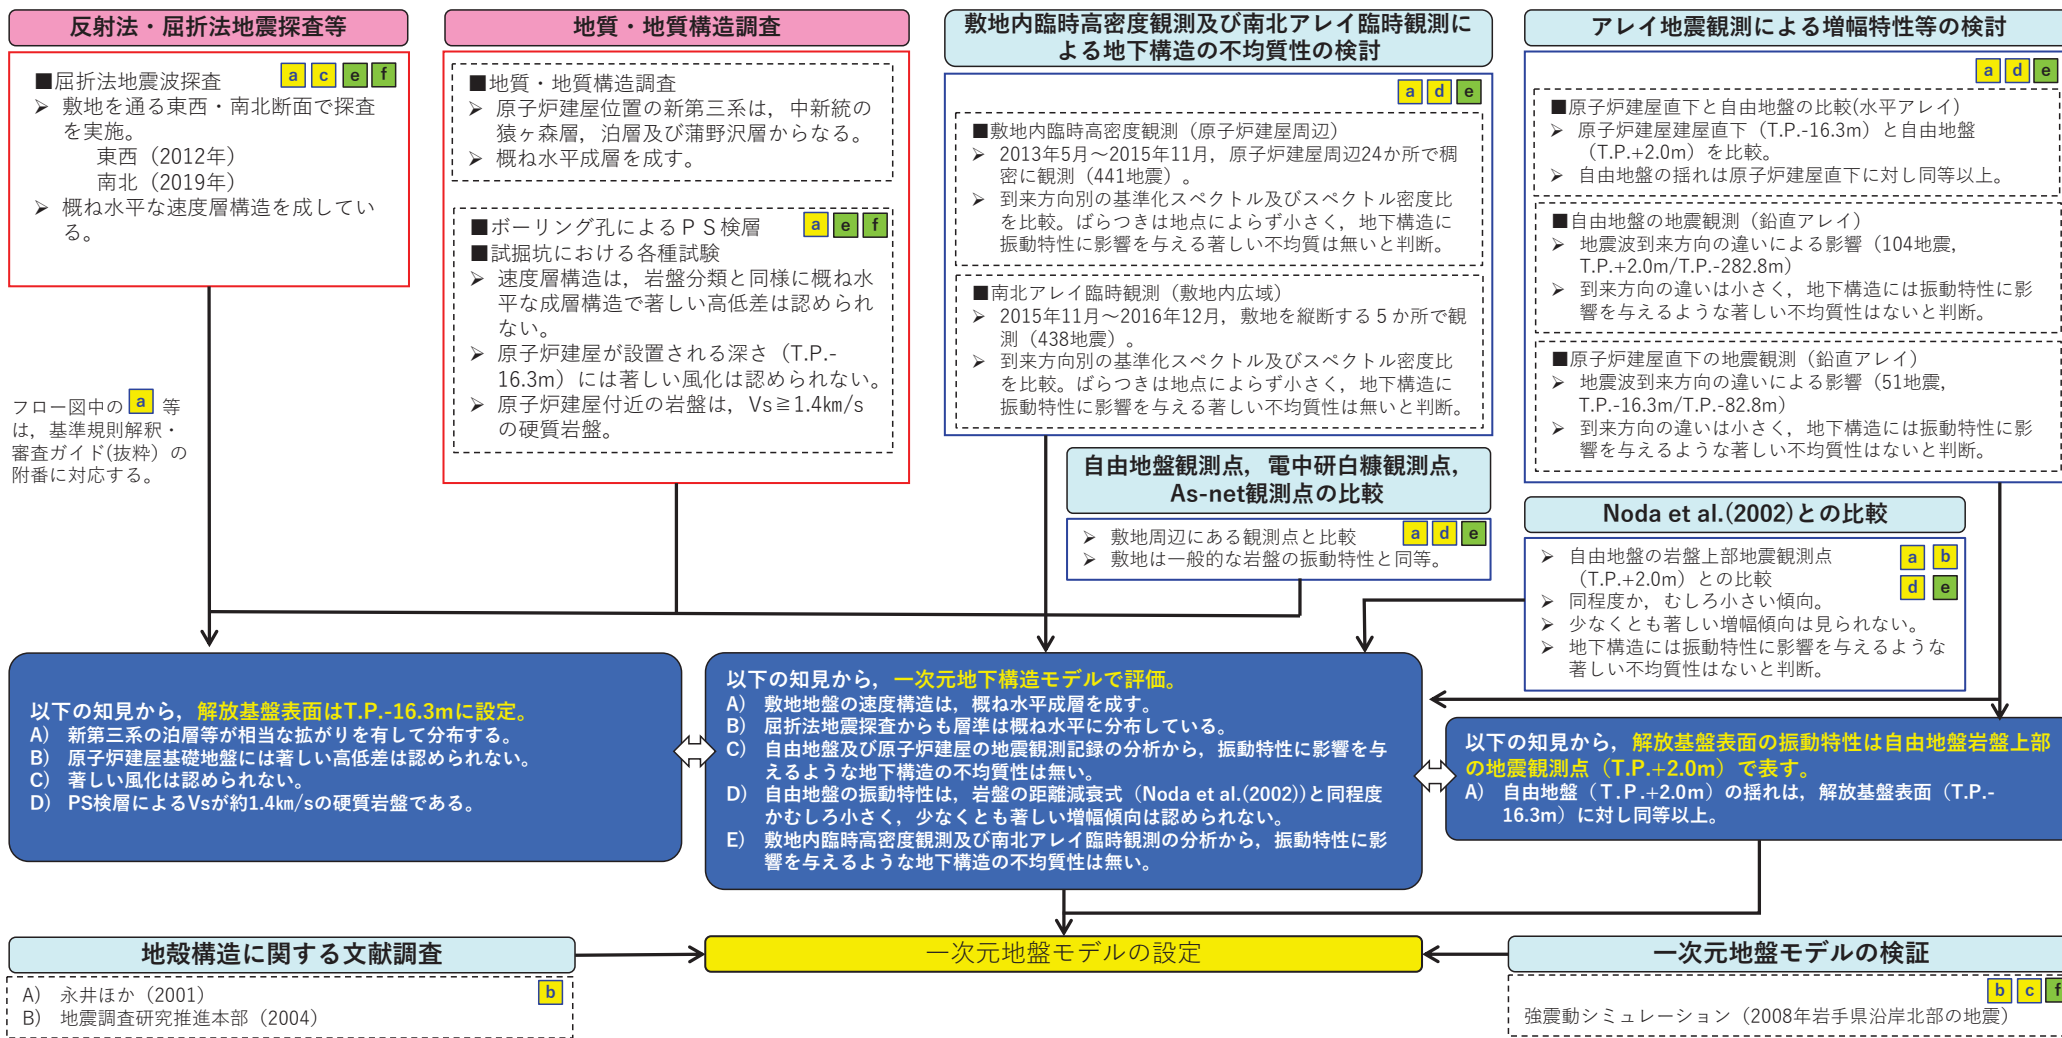 反射法・屈折法地震探査等
■屈折法地震波探査
a c e f
➢ 敷地を通る東西・南北断面で探査
を実施。
東西（2012年）
南北（2019年）
➢ 概ね水平な速度層構造を成してい
る。
フロー図中の a 等
は，基準規則解釈・
審査ガイド(抜粋）の
附番に対応する。
地質・地質構造調査
■地質・地質構造調査
➢ 原子炉建屋位置の新第三系は，中新統の
猿ヶ森層，泊層及び蒲野沢層からなる。
➢ 概ね水平成層を成す。
■ボーリング孔によるＰＳ検層
a e f
■試掘坑における各種試験
➢ 速度層構造は，岩盤分類と同様に概ね水
平な成層構造で著しい高低差は認められ
ない。
➢ 原子炉建屋が設置される深さ（T.P.-
16.3m）には著しい風化は認められない。
➢ 原子炉建屋付近の岩盤は，Vs≧1.4㎞/s
の硬質岩盤。
敷地内臨時高密度観測及び南北アレイ臨時観測に
よる地下構造の不均質性の検討
a d e
■敷地内臨時高密度観測（原子炉建屋周辺）
➢ 2013年5月～2015年11月，原子炉建屋周辺24か所で稠
密に観測（441地震）。
➢ 到来方向別の基準化スペクトル及びスペクトル密度比
を比較。ばらつきは地点によらず小さく，地下構造に
振動特性に影響を与える著しい不均質は無いと判断。
■南北アレイ臨時観測（敷地内広域）
➢ 2015年11月～2016年12月，敷地を縦断する５か所で観
測（438地震）。
➢ 到来方向別の基準化スペクトル及びスペクトル密度比
を比較。ばらつきは地点によらず小さく，地下構造に
振動特性に影響を与える著しい不均質は無いと判断。
自由地盤観測点，電中研白糠観測点，
As-net観測点の比較
a d e
➢ 敷地周辺にある観測点と比較
➢ 敷地は一般的な岩盤の振動特性と同等。
アレイ地震観測による増幅特性等の検討
a d e
■原子炉建屋直下と自由地盤の比較(水平アレイ）
➢ 原子炉建屋建屋直下（T.P.-16.3m）と自由地盤
（T.P.+2.0m）を比較。
➢ 自由地盤の揺れは原子炉建屋直下に対し同等以上。
■自由地盤の地震観測（鉛直アレイ）
➢ 地震波到来方向の違いによる影響（104地震，
T.P.+2.0m/T.P.-282.8m）
➢ 到来方向の違いは小さく，地下構造には振動特性に影
響を与えるような著しい不均質性はないと判断。
■原子炉建屋直下の地震観測（鉛直アレイ）
➢ 地震波到来方向の違いによる影響（51地震，
T.P.-16.3m/T.P.-82.8m）
➢ 到来方向の違いは小さく，地下構造には振動特性に影
響を与えるような著しい不均質性はないと判断。
Noda et al.(2002)との比較
a b
d e
➢ 自由地盤の岩盤上部地震観測点
（T.P.+2.0m）との比較
➢ 同程度か，むしろ小さい傾向。
➢ 少なくとも著しい増幅傾向は見られない。
➢ 地下構造には振動特性に影響を与えるような
著しい不均質性はないと判断。
以下の知見から，解放基盤表面はT.P.-16.3mに設定。
A) 新第三系の泊層等が相当な拡がりを有して分布する。
B) 原子炉建屋基礎地盤には著しい高低差は認められない。
C) 著しい風化は認められない。
D) PS検層によるVsが約1.4㎞/sの硬質岩盤である。
以下の知見から，一次元地下構造モデルで評価。
A) 敷地地盤の速度構造は，概ね水平成層を成す。
B) 屈折法地震探査からも層準は概ね水平に分布している。
C) 自由地盤及び原子炉建屋の地震観測記録の分析から，振動特性に影響を与
えるような地下構造の不均質性は無い。
D) 自由地盤の振動特性は，岩盤の距離減衰式（Noda et al.(2002)）と同程度
かむしろ小さく，少なくとも著しい増幅傾向は認められない。
E) 敷地内臨時高密度観測及び南北アレイ臨時観測の分析から，振動特性に影
響を与えるような地下構造の不均質性は無い。
以下の知見から，解放基盤表面の振動特性は自由地盤岩盤上部
の地震観測点（T.P.+2.0m）で表す。
A) 自由地盤（T.P.+2.0m）の揺れは，解放基盤表面（T.P.-
16.3m）に対し同等以上。
地殻構造に関する文献調査
b
A) 永井ほか（2001）
B) 地震調査研究推進本部（2004）
一次元地盤モデルの設定
一次元地盤モデルの検証
b c f
強震動シミュレーション（2008年岩手県沿岸北部の地震）